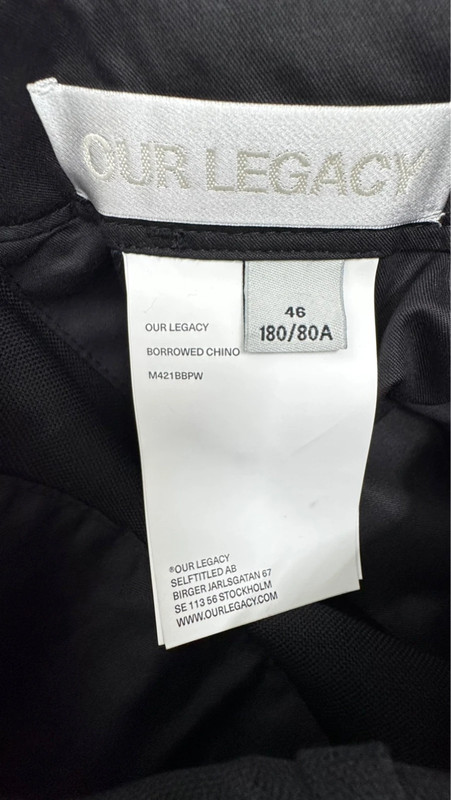 OUR LEGACY
46
180/80A
OUR LEGACY
BORROWED CHINO
M421BBPW
®OUR LEGACY
SELFTITLED AB
BIRGER JARLSGATAN 67
SE 113 56 STOCKHOLM
WWW.OURLEGACY.COM